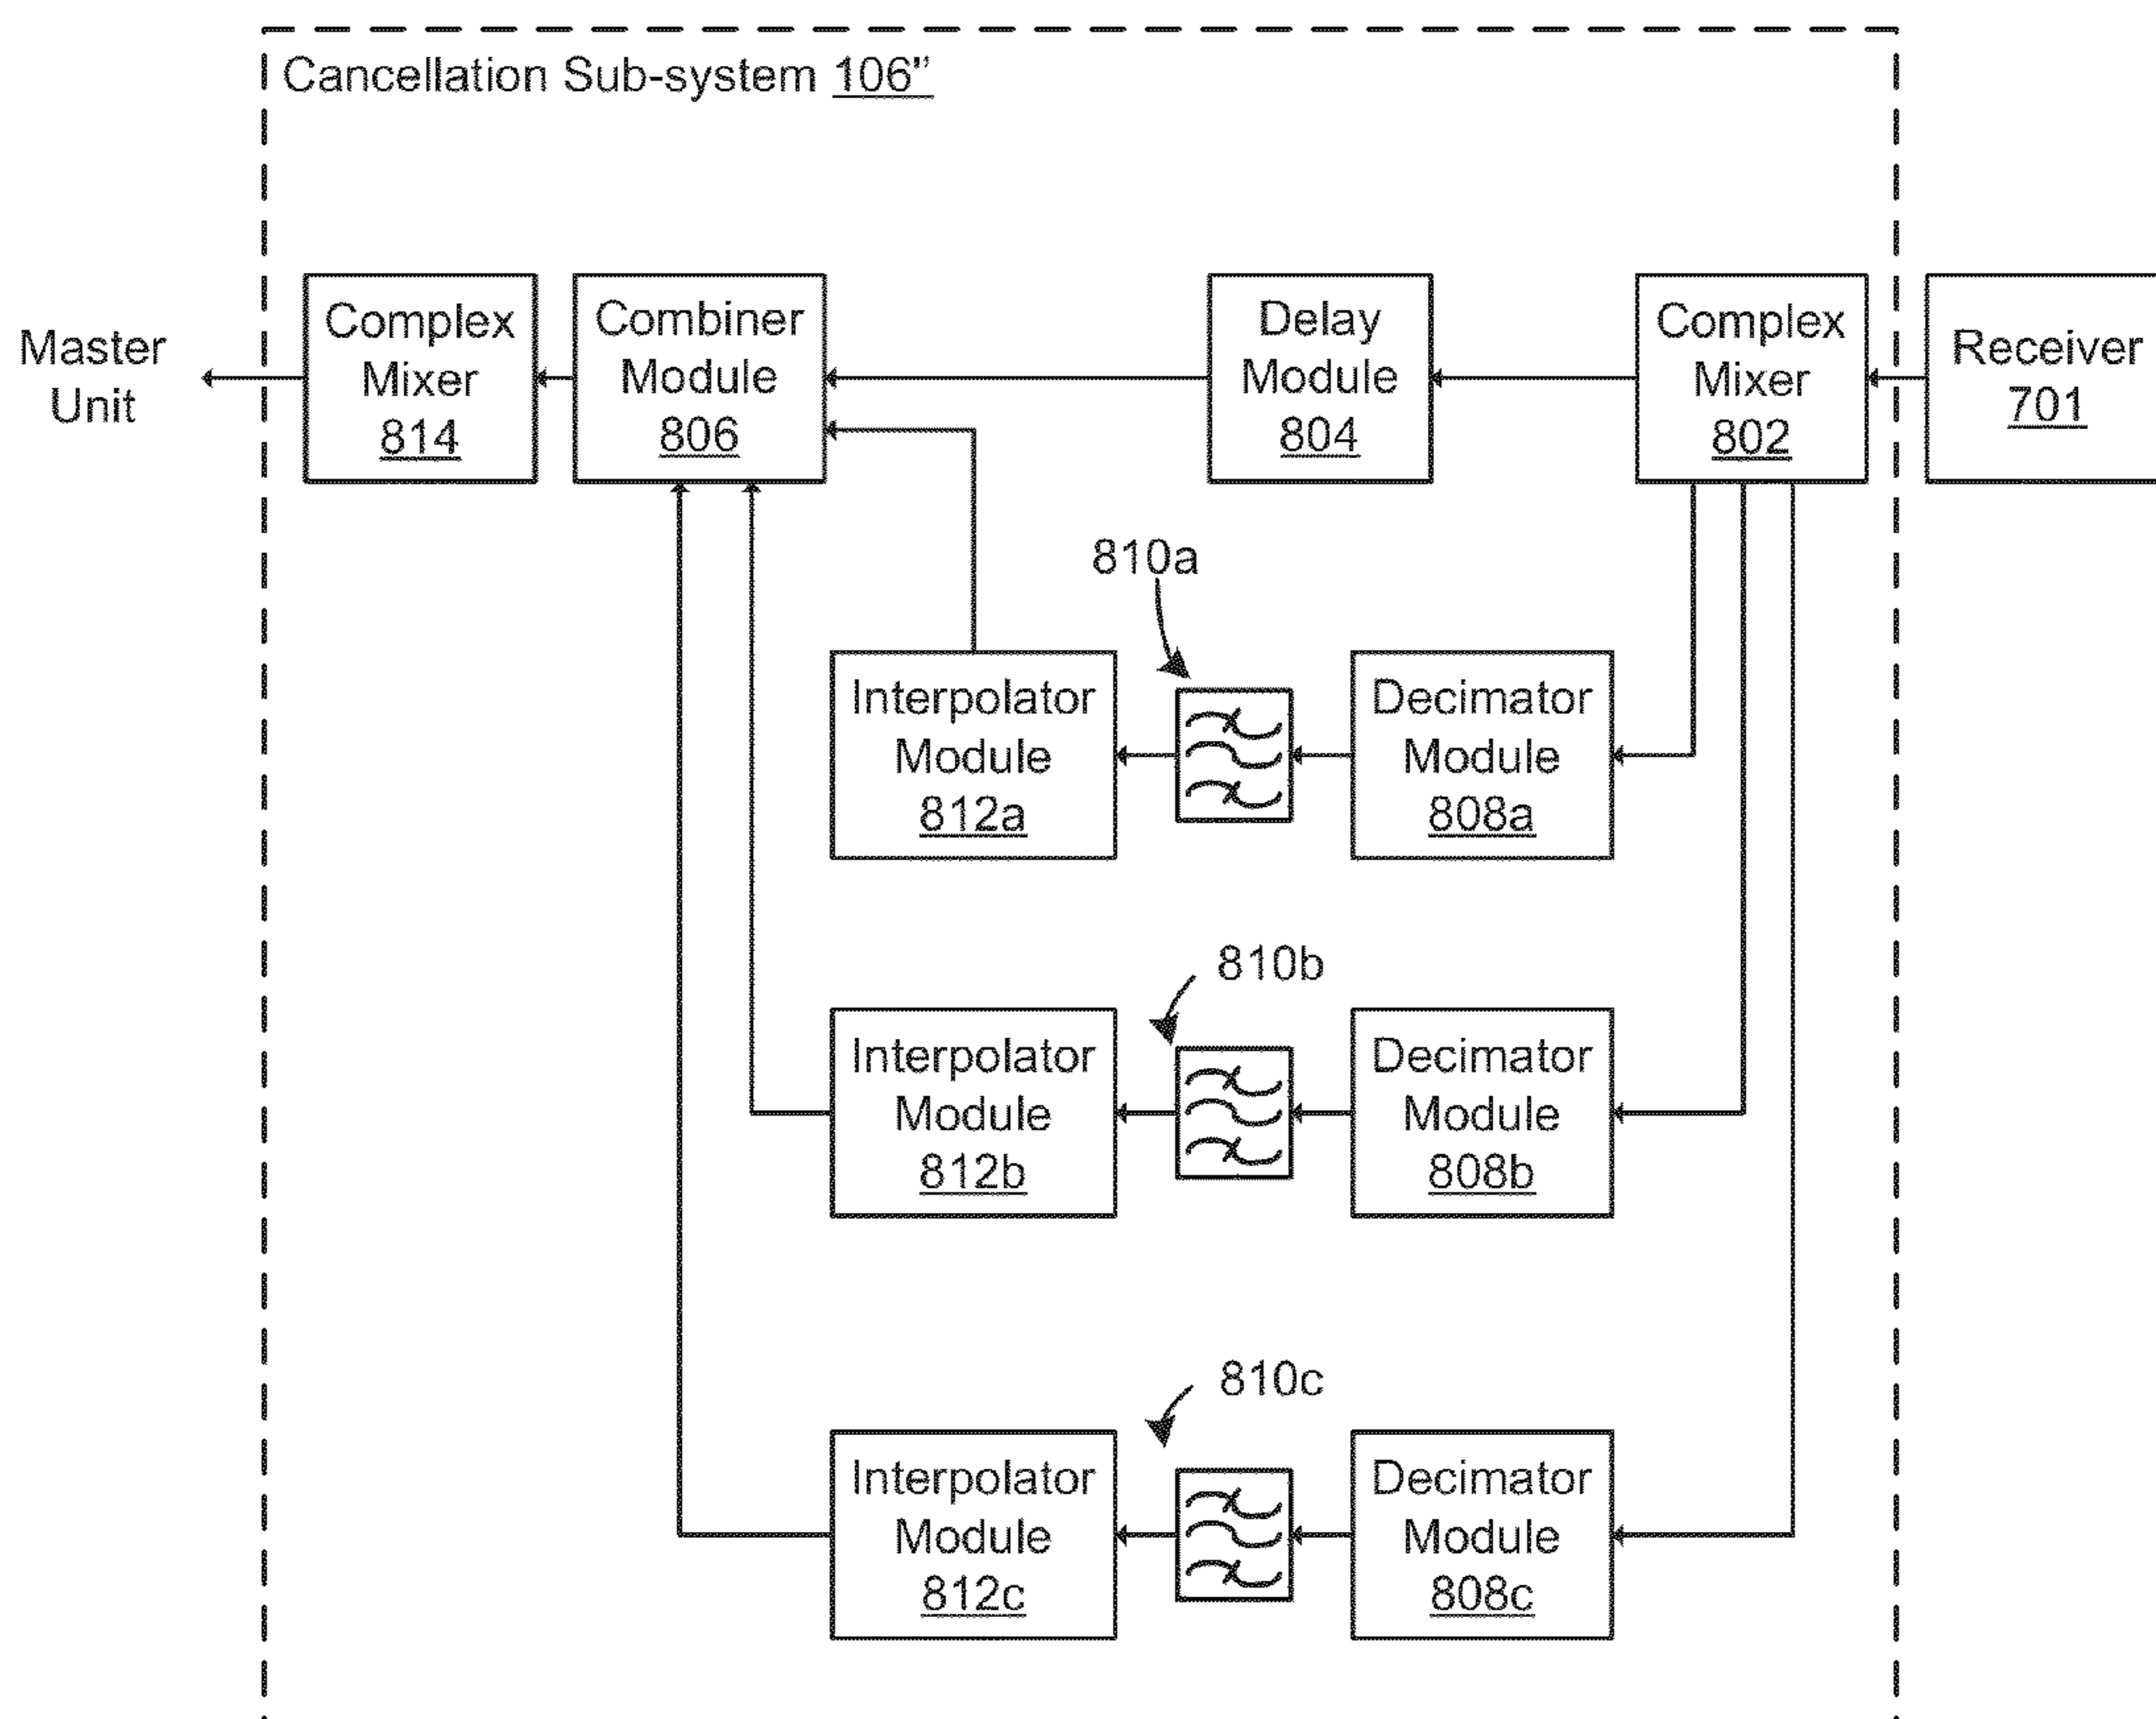 Cancellation Sub-system 106"
Master
Unit
Complex
Mixer
814
Combiner
Module
806
Delay
Module
804
Complex
Mixer
802
Receiver
701
810a
Interpolator
Module
812a
Decimator
Module
808a
810b
Interpolator
Module
812b
Decimator
Module
808b
810c
Interpolator
Module
812c
Decimator
Module
808c